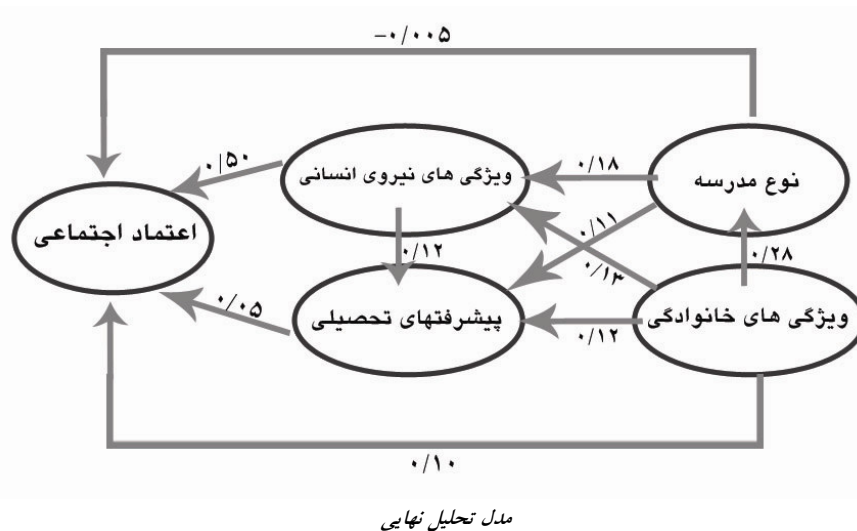 -۰/۰۰۵
۰/۵۰
ویژگی های نیروی انسانی
۰/۱۸
نوع مدرسه
اعتماد اجتماعی
۰/۱۲
۰/۱۱
۰/۱۳
۰/۲۸
۰/۰۵
پیشرفتهای تحصیلی
۰/۱۲
ویژگی های خانوادگی
۰/۱۰
مدل تحلیل نهایی